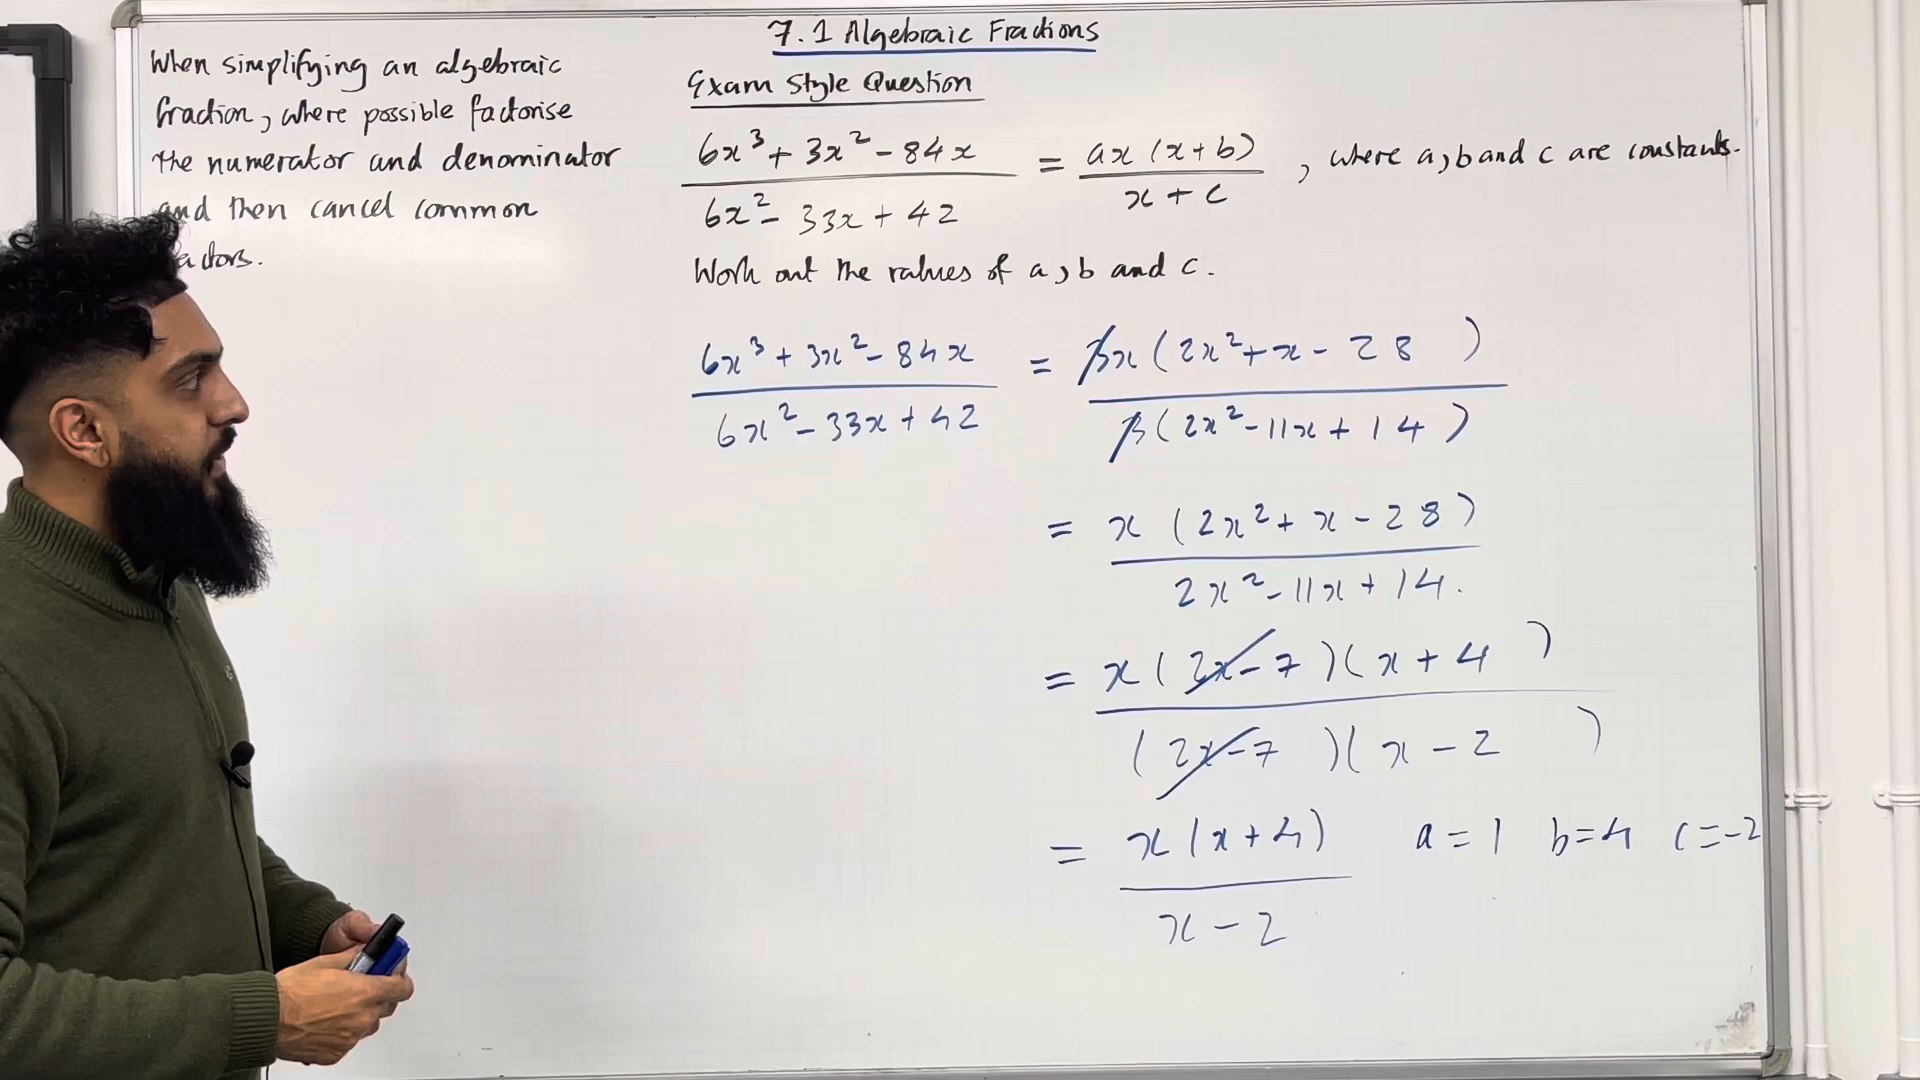 7.1 Algebraic Fractions
When simplifying an algebraic
fraction, where possible factorise
the numerator and denominator
and then cancel common
actors.
Exam Style Question
6x³ + 3x² - 84x / 6x² - 33x + 42 = ax(x+b) / x + c, where a, b and c are constants.
Work out the values of a, b and c.
6x³ + 3x² - 84x / 6x² - 33x + 42 = 3x(2x² + x - 28) / 3(2x² - 11x + 14)
= x(2x² + x - 28) / 2x² - 11x + 14.
= x(2x - 7)(x + 4) / (2x - 7)(x - 2)
= x(x + 4) / x - 2 a = 1 b = 4 c = -2